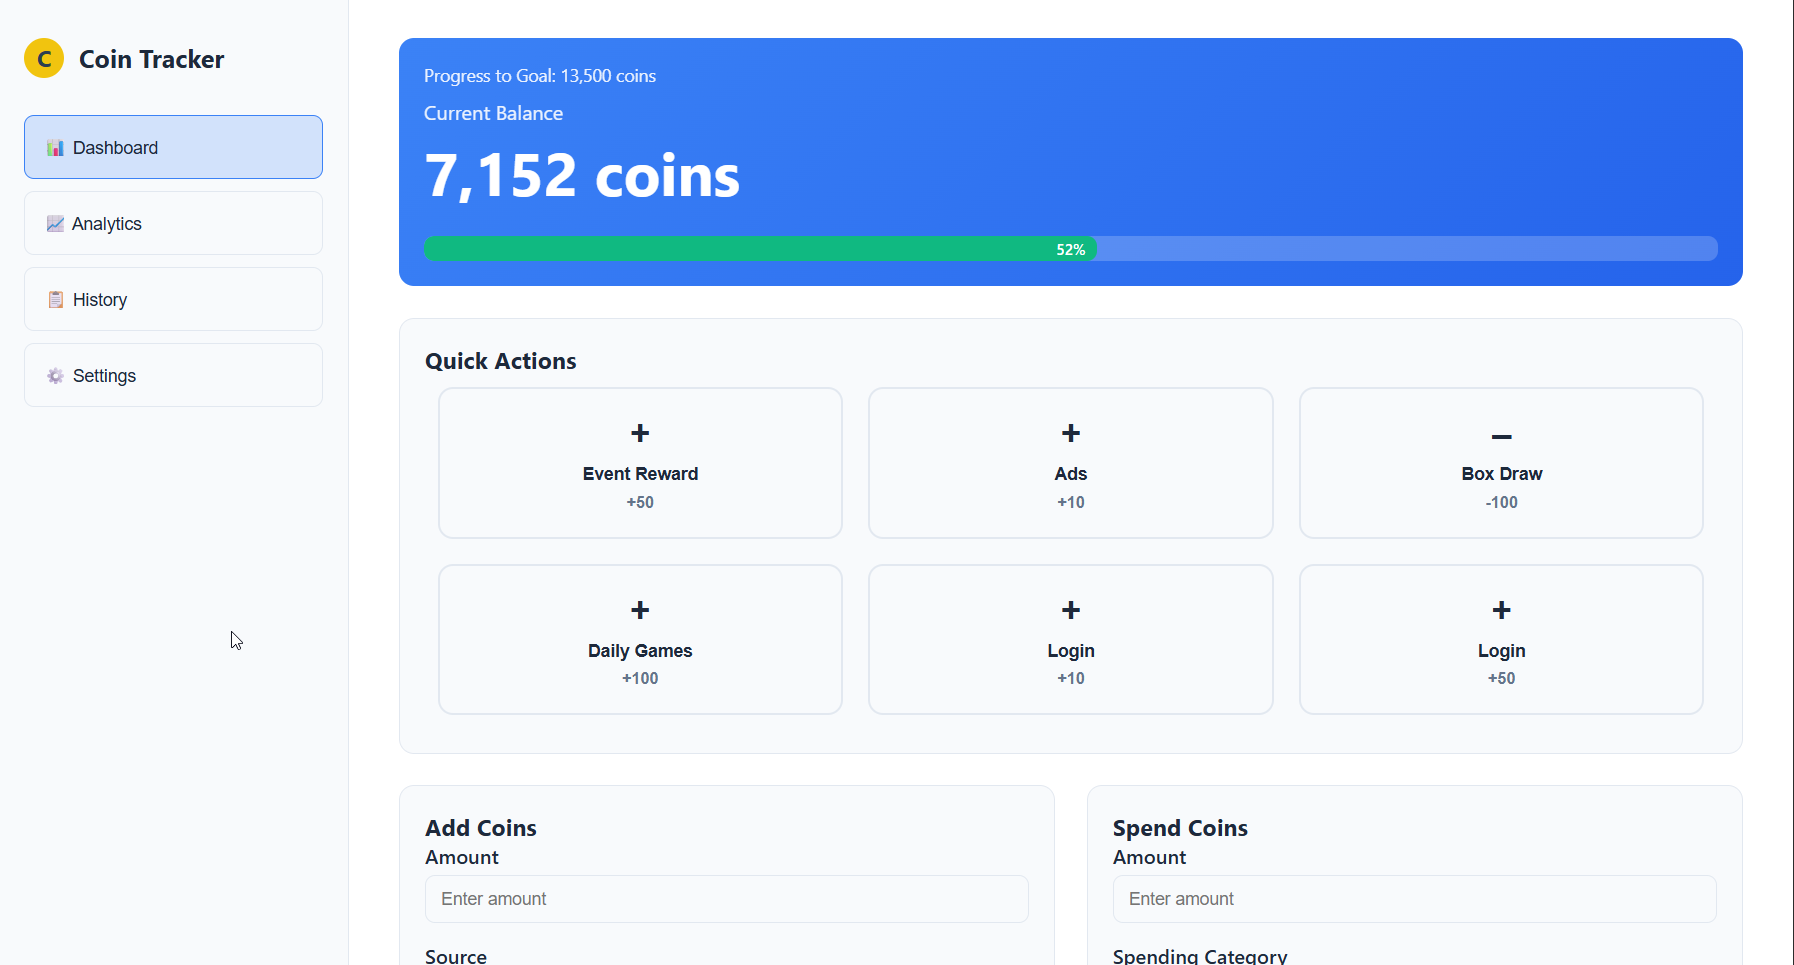 C Coin Tracker
Dashboard
Analytics
History
Settings
Progress to Goal: 13,500 coins
Current Balance
7,152 coins
52%
Quick Actions
+
Event Reward
+50
+
Ads
+10
–
Box Draw
-100
+
Daily Games
+100
+
Login
+10
+
Login
+50
Add Coins
Amount
Enter amount
Source
Spend Coins
Amount
Enter amount
Spending Category